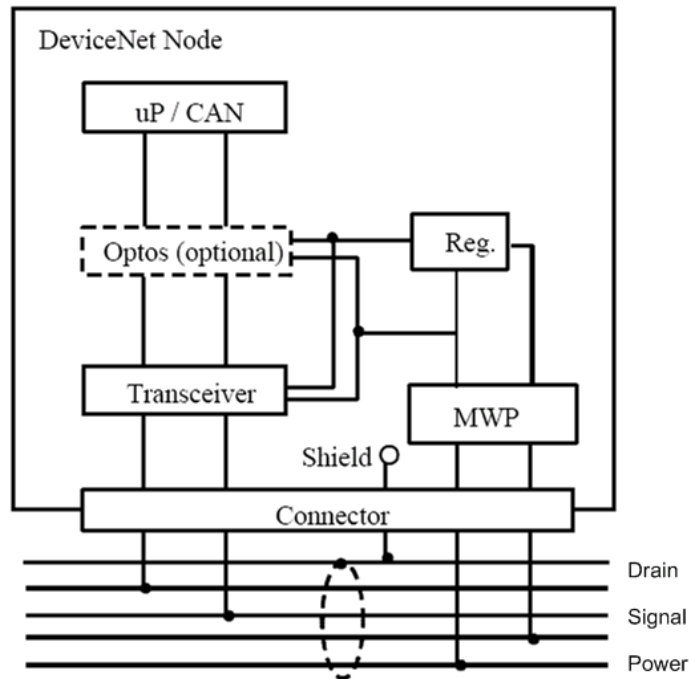 DeviceNet Node
uP / CAN
Optos (optional)
Reg.
Transceiver
MWP
Shield
Connector
Drain
Signal
Power